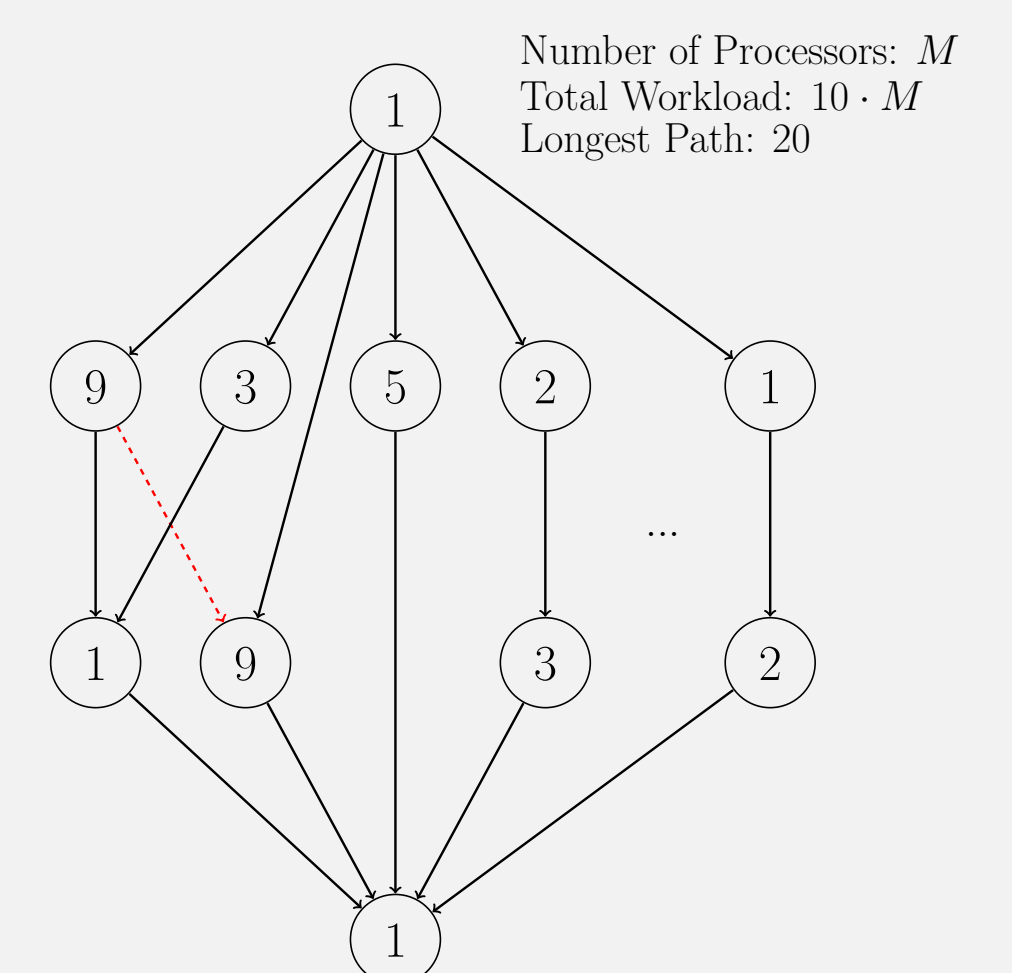 Number of Processors: M
Total Workload: 10 · M
Longest Path: 20
1
9 3 5 2 1
...
1 9 3 2
1